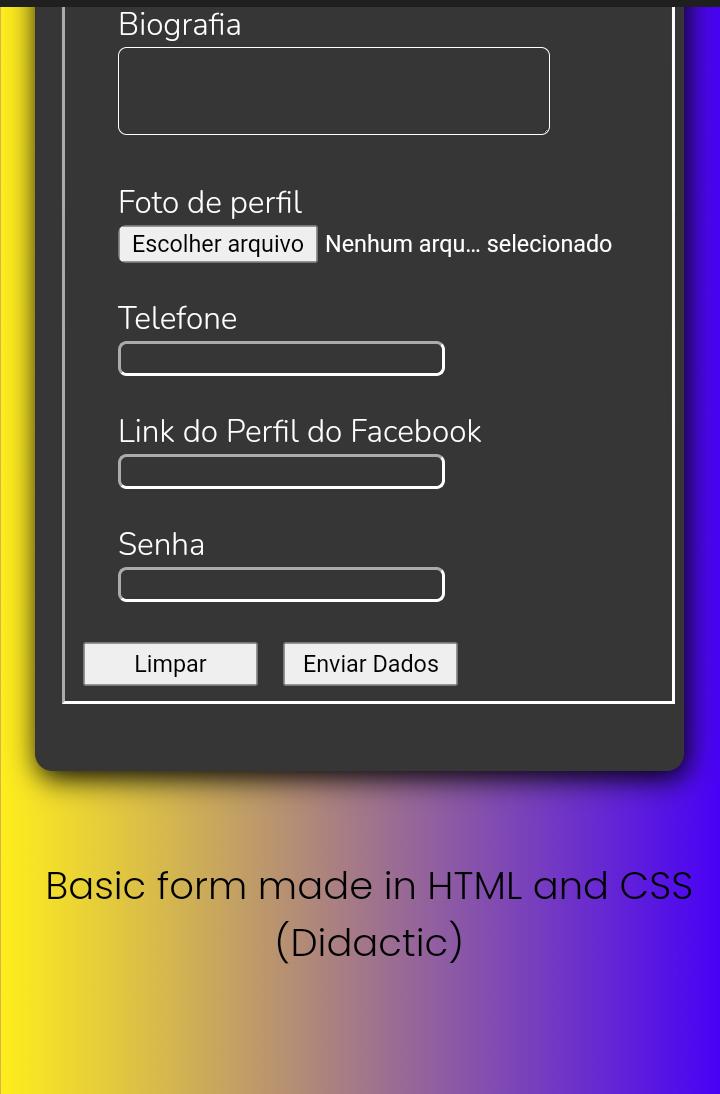 Biografia
Foto de perfil
Escolher arquivo Nenhum arqu... selecionado
Telefone
Link do Perfil do Facebook
Senha
Limpar Enviar Dados
Basic form made in HTML and CSS
(Didactic)